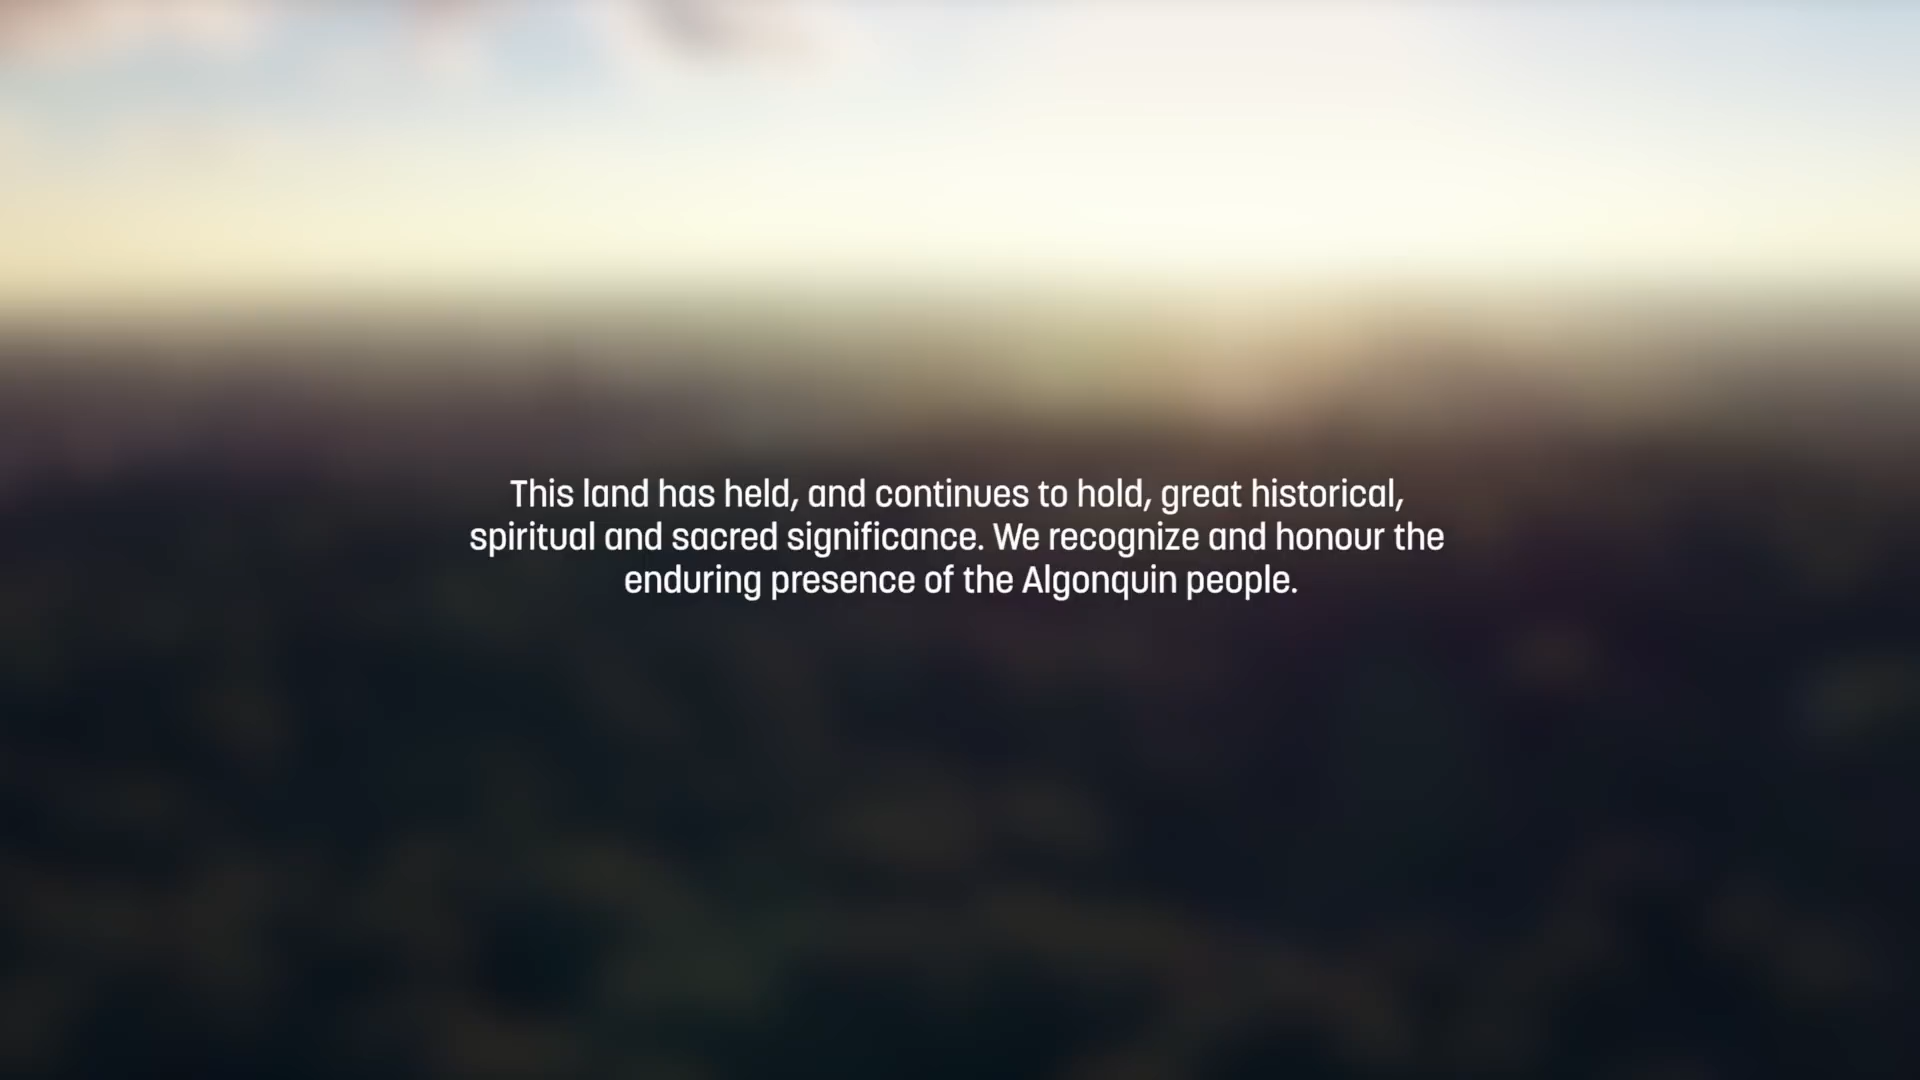 This land has held, and continues to hold, great historical,
spiritual and sacred significance. We recognize and honour the
enduring presence of the Algonquin people.